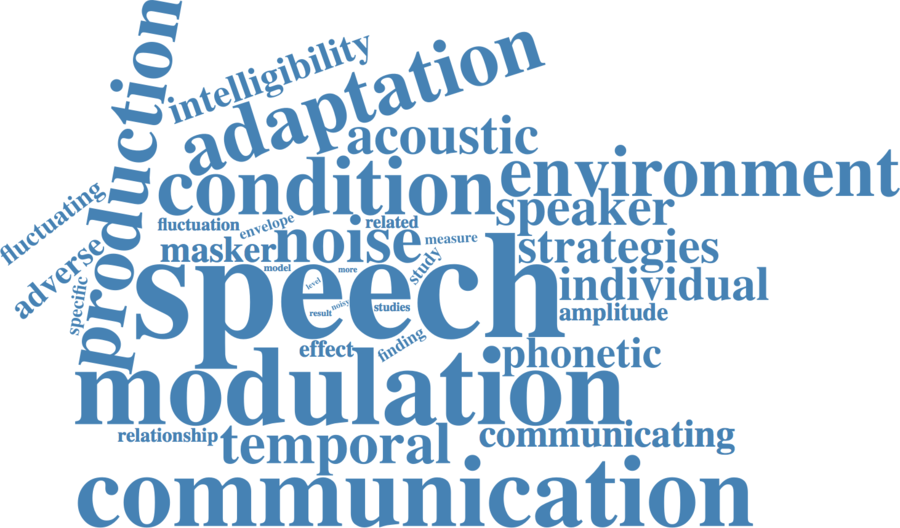 production
intelligibility
adaptation
acoustic
condition
environment
speaker
fluctuating
fluctuation
envelope
related
adverse
masker
noise
measure
strategies
speech
model
more
study
individual
specific
level
noisy
result
studies
amplitude
effect
finding
phonetic
modulation
relationship
temporal
communicating
communication